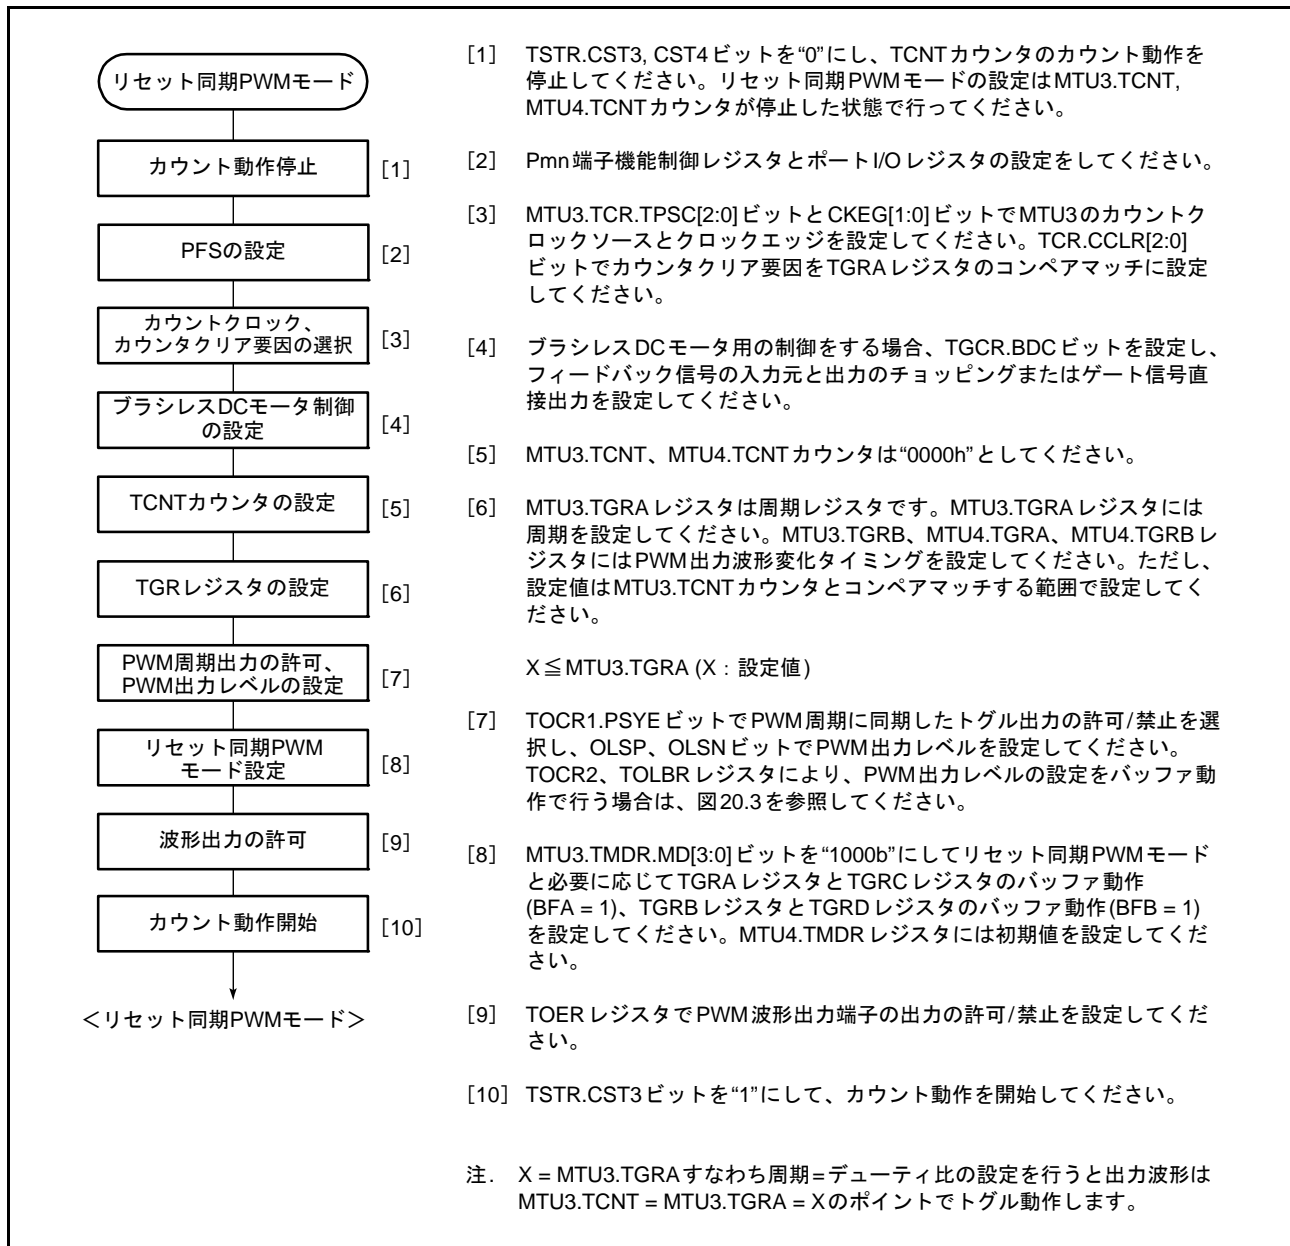 リセット同期PWMモード
カウント動作停止 [1]
PFSの設定 [2]
カウントクロック、
カウンタクリア要因の選択 [3]
ブラシレスDCモータ制御
の設定 [4]
TCNTカウンタの設定 [5]
TGRレジスタの設定 [6]
PWM周期出力の許可、
PWM出力レベルの設定 [7]
リセット同期PWM
モード設定 [8]
波形出力の許可 [9]
カウント動作開始 [10]
<リセット同期PWMモード>
[1] TSTR.CST3, CST4ビットを“0”にし、TCNTカウンタのカウント動作を
停止してください。リセット同期PWMモードの設定はMTU3.TCNT,
MTU4.TCNTカウンタが停止した状態で行ってください。
[2] Pmn端子機能制御レジスタとポートI/Oレジスタの設定をしてください。
[3] MTU3.TCR.TPSC[2:0]ビットとCKEG[1:0]ビットでMTU3のカウントク
ロックソースとクロックエッジを設定してください。TCR.CCLR[2:0]
ビットでカウンタクリア要因をTGRAレジスタのコンペアマッチに設定
してください。
[4] ブラシレスDCモータ用の制御をする場合、TGCR.BDCビットを設定し、
フィードバック信号の入力元と出力のチョッピングまたはゲート信号直
接出力を設定してください。
[5] MTU3.TCNT、MTU4.TCNTカウンタは“0000h”としてください。
[6] MTU3.TGRAレジスタは周期レジスタです。MTU3.TGRAレジスタには
周期を設定してください。MTU3.TGRB、MTU4.TGRA、MTU4.TGRBレ
ジスタにはPWM出力波形変化タイミングを設定してください。ただし、
設定値はMTU3.TCNTカウンタとコンペアマッチする範囲で設定してく
ださい。
X≦MTU3.TGRA (X：設定値)
[7] TOCR1.PSYEビットでPWM周期に同期したトグル出力の許可/禁止を選
択し、OLSP、OLSNビットでPWM出力レベルを設定してください。
TOCR2、TOLBRレジスタにより、PWM出力レベルの設定をバッファ動
作で行う場合は、図20.3を参照してください。
[8] MTU3.TMDR.MD[3:0]ビットを“1000b”にしてリセット同期PWMモード
と必要に応じてTGRAレジスタとTGRCレジスタのバッファ動作
(BFA = 1)、TGRBレジスタとTGRDレジスタのバッファ動作(BFB = 1)
を設定してください。MTU4.TMDRレジスタには初期値を設定してくだ
さい。
[9] TOERレジスタでPWM波形出力端子の出力の許可/禁止を設定してくだ
さい。
[10] TSTR.CST3ビットを“1”にして、カウント動作を開始してください。
注. X = MTU3.TGRAすなわち周期=デューティ比の設定を行うと出力波形は
MTU3.TCNT = MTU3.TGRA = Xのポイントでトグル動作します。